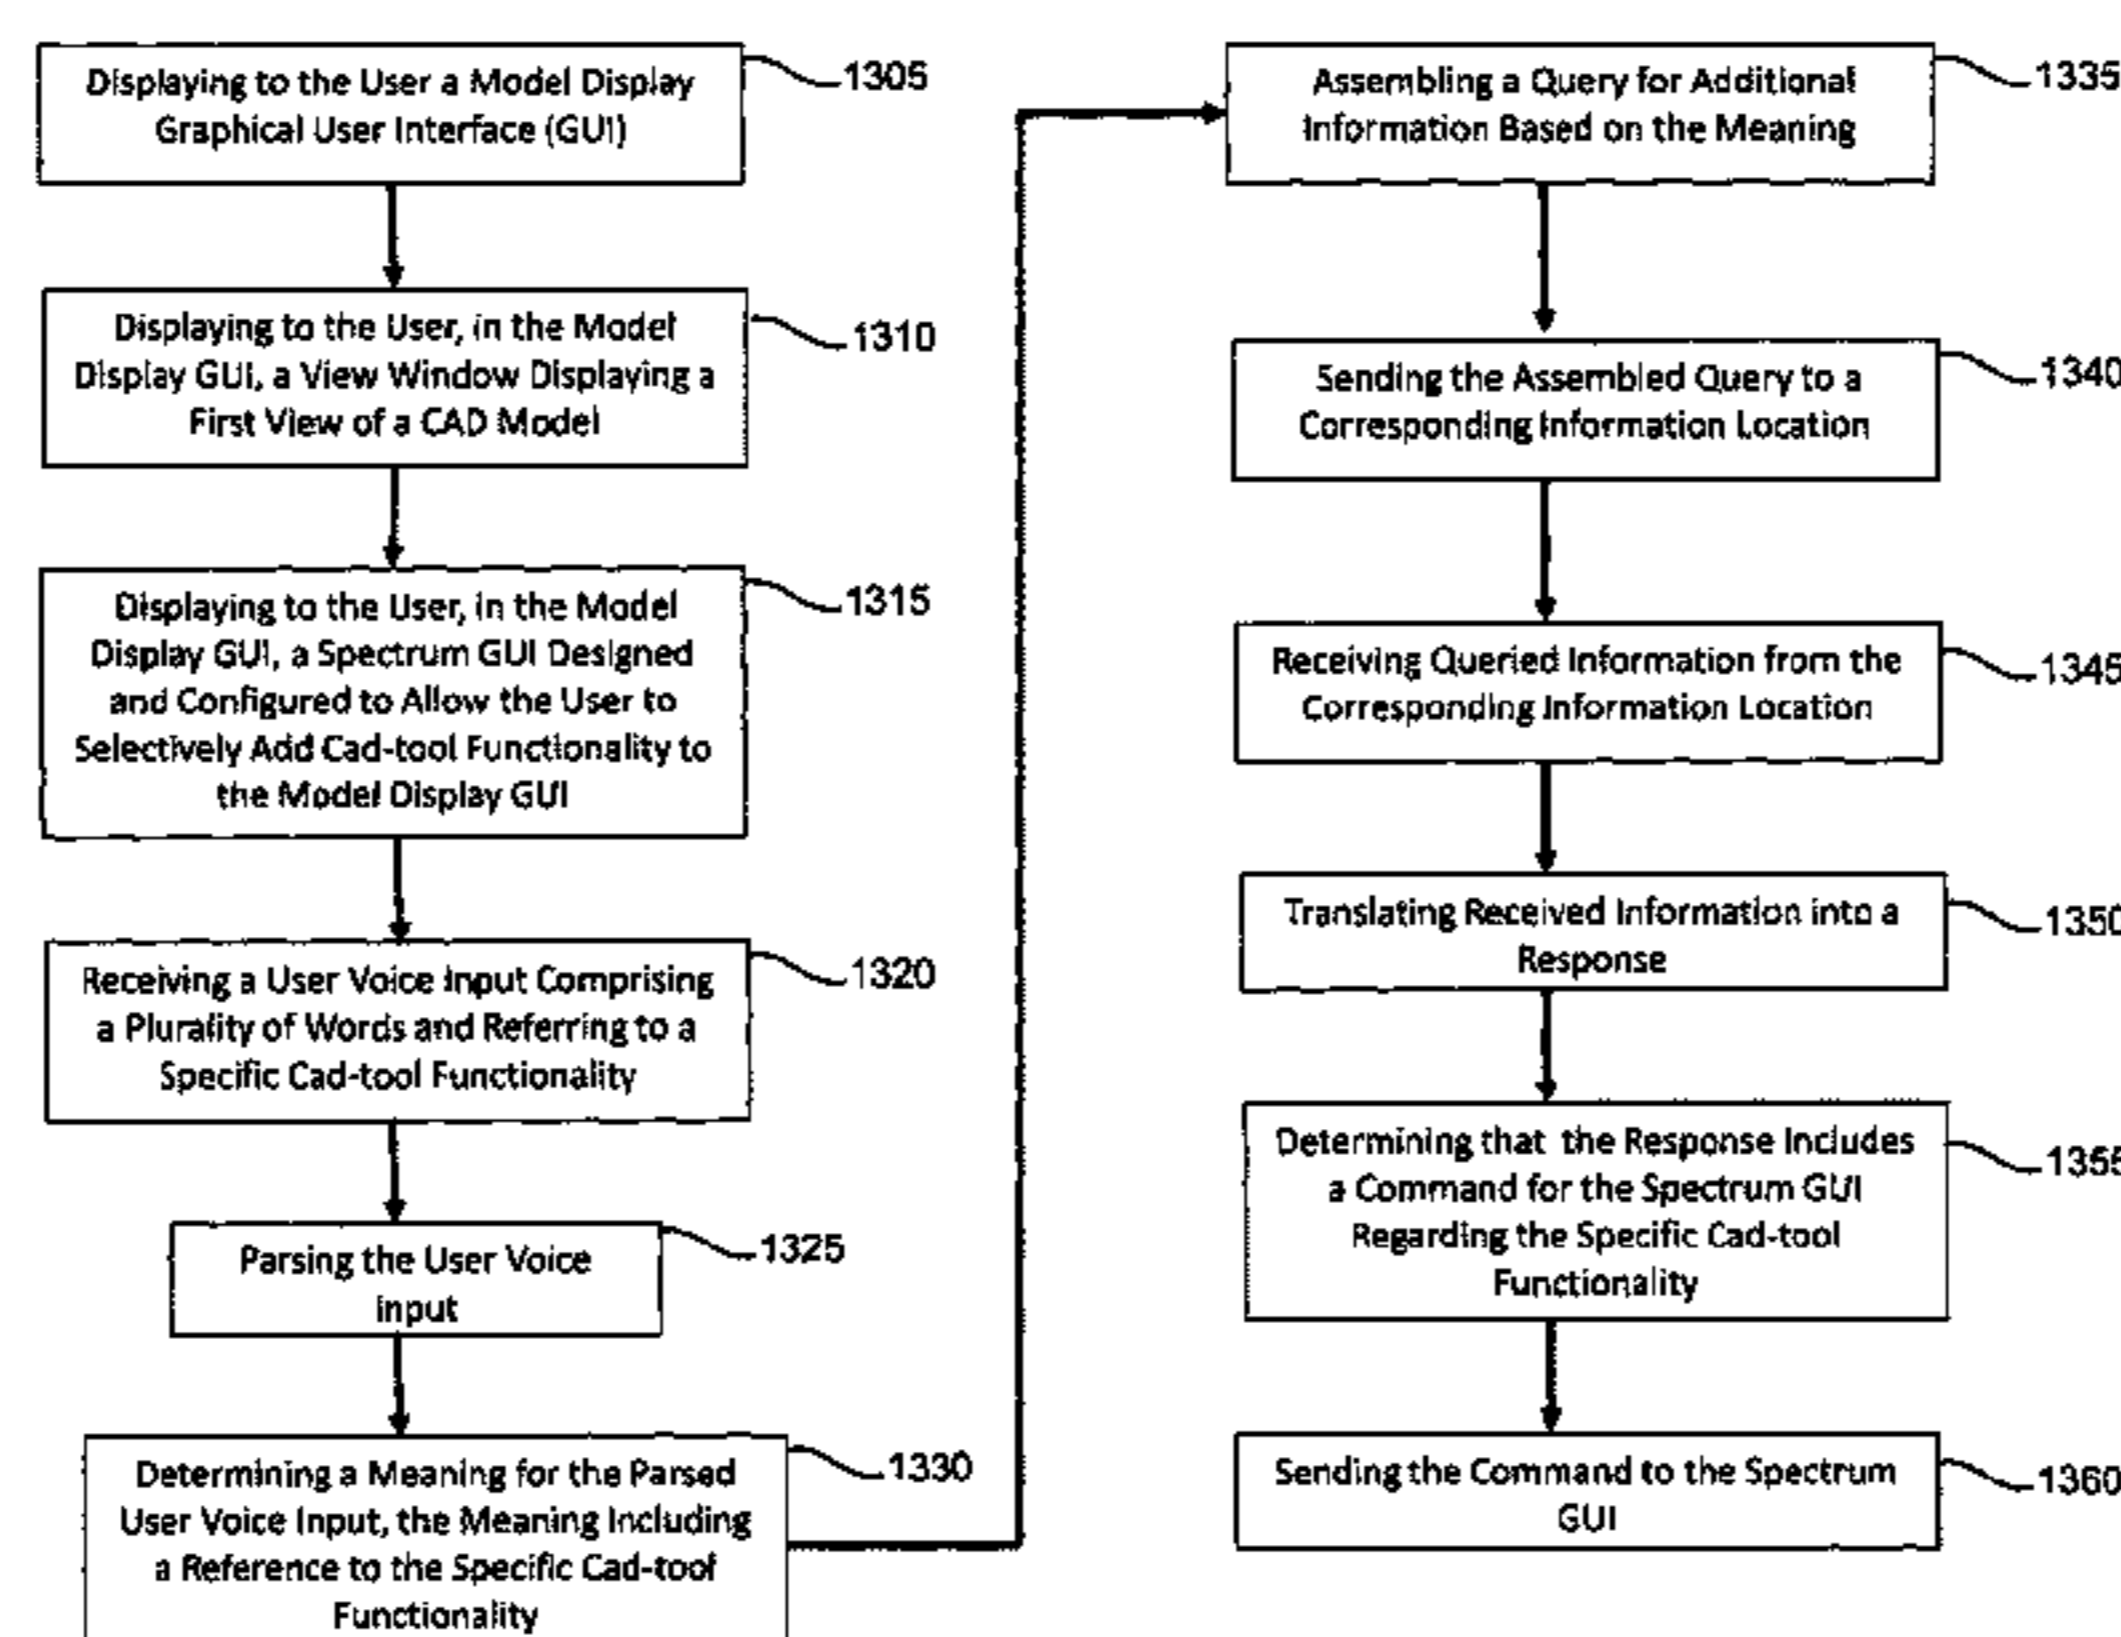 Displaying to the User a Model Display
Graphical User Interface (GUI)
1305
Displaying to the User, in the Model
Display GUI, a View Window Displaying a
First View of a CAD Model
1310
Displaying to the User, in the Model
Display GUI, a Spectrum GUI Designed
and Configured to Allow the User to
Selectively Add Cad-tool Functionality to
the Model Display GUI
1315
Receiving a User Voice Input Comprising
a Plurality of Words and Referring to a
Specific Cad-tool Functionality
1320
Parsing the User Voice
Input
1325
Determining a Meaning for the Parsed
User Voice Input, the Meaning Including
a Reference to the Specific Cad-tool
Functionality
1330
Assembling a Query for Additional
Information Based on the Meaning
1335
Sending the Assembled Query to a
Corresponding Information Location
1340
Receiving Queried Information from the
Corresponding Information Location
1345
Translating Received Information into a
Response
1350
Determining that the Response Includes
a Command for the Spectrum GUI
Regarding the Specific Cad-tool
Functionality
1355
Sending the Command to the Spectrum
GUI
1360